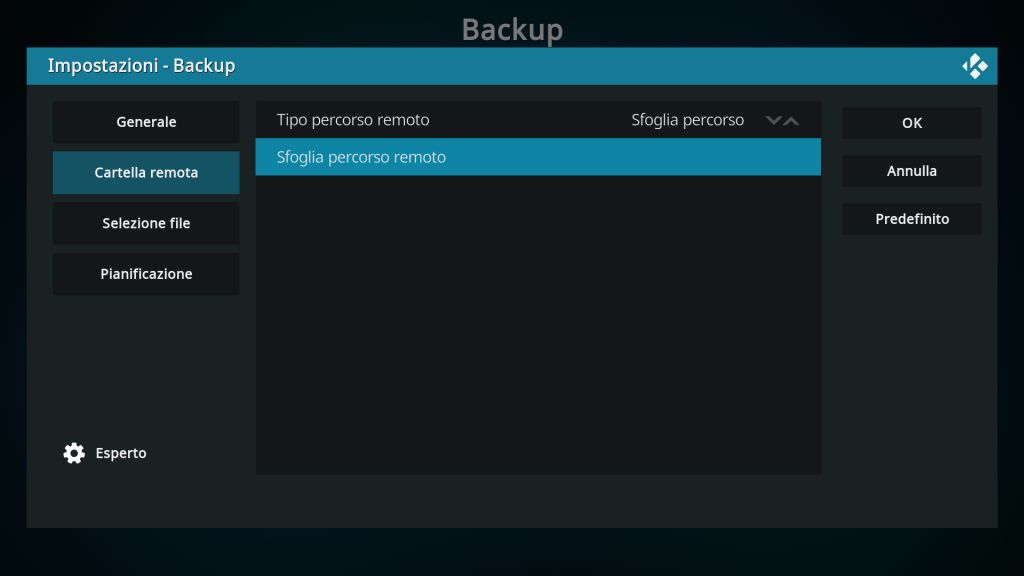 Backup
Impostazioni - Backup
Generale
Cartella remota
Selezione file
Pianificazione
Esperto
Tipo percorso remoto Sfoglia percorso
Sfoglia percorso remoto
OK
Annulla
Predefinito